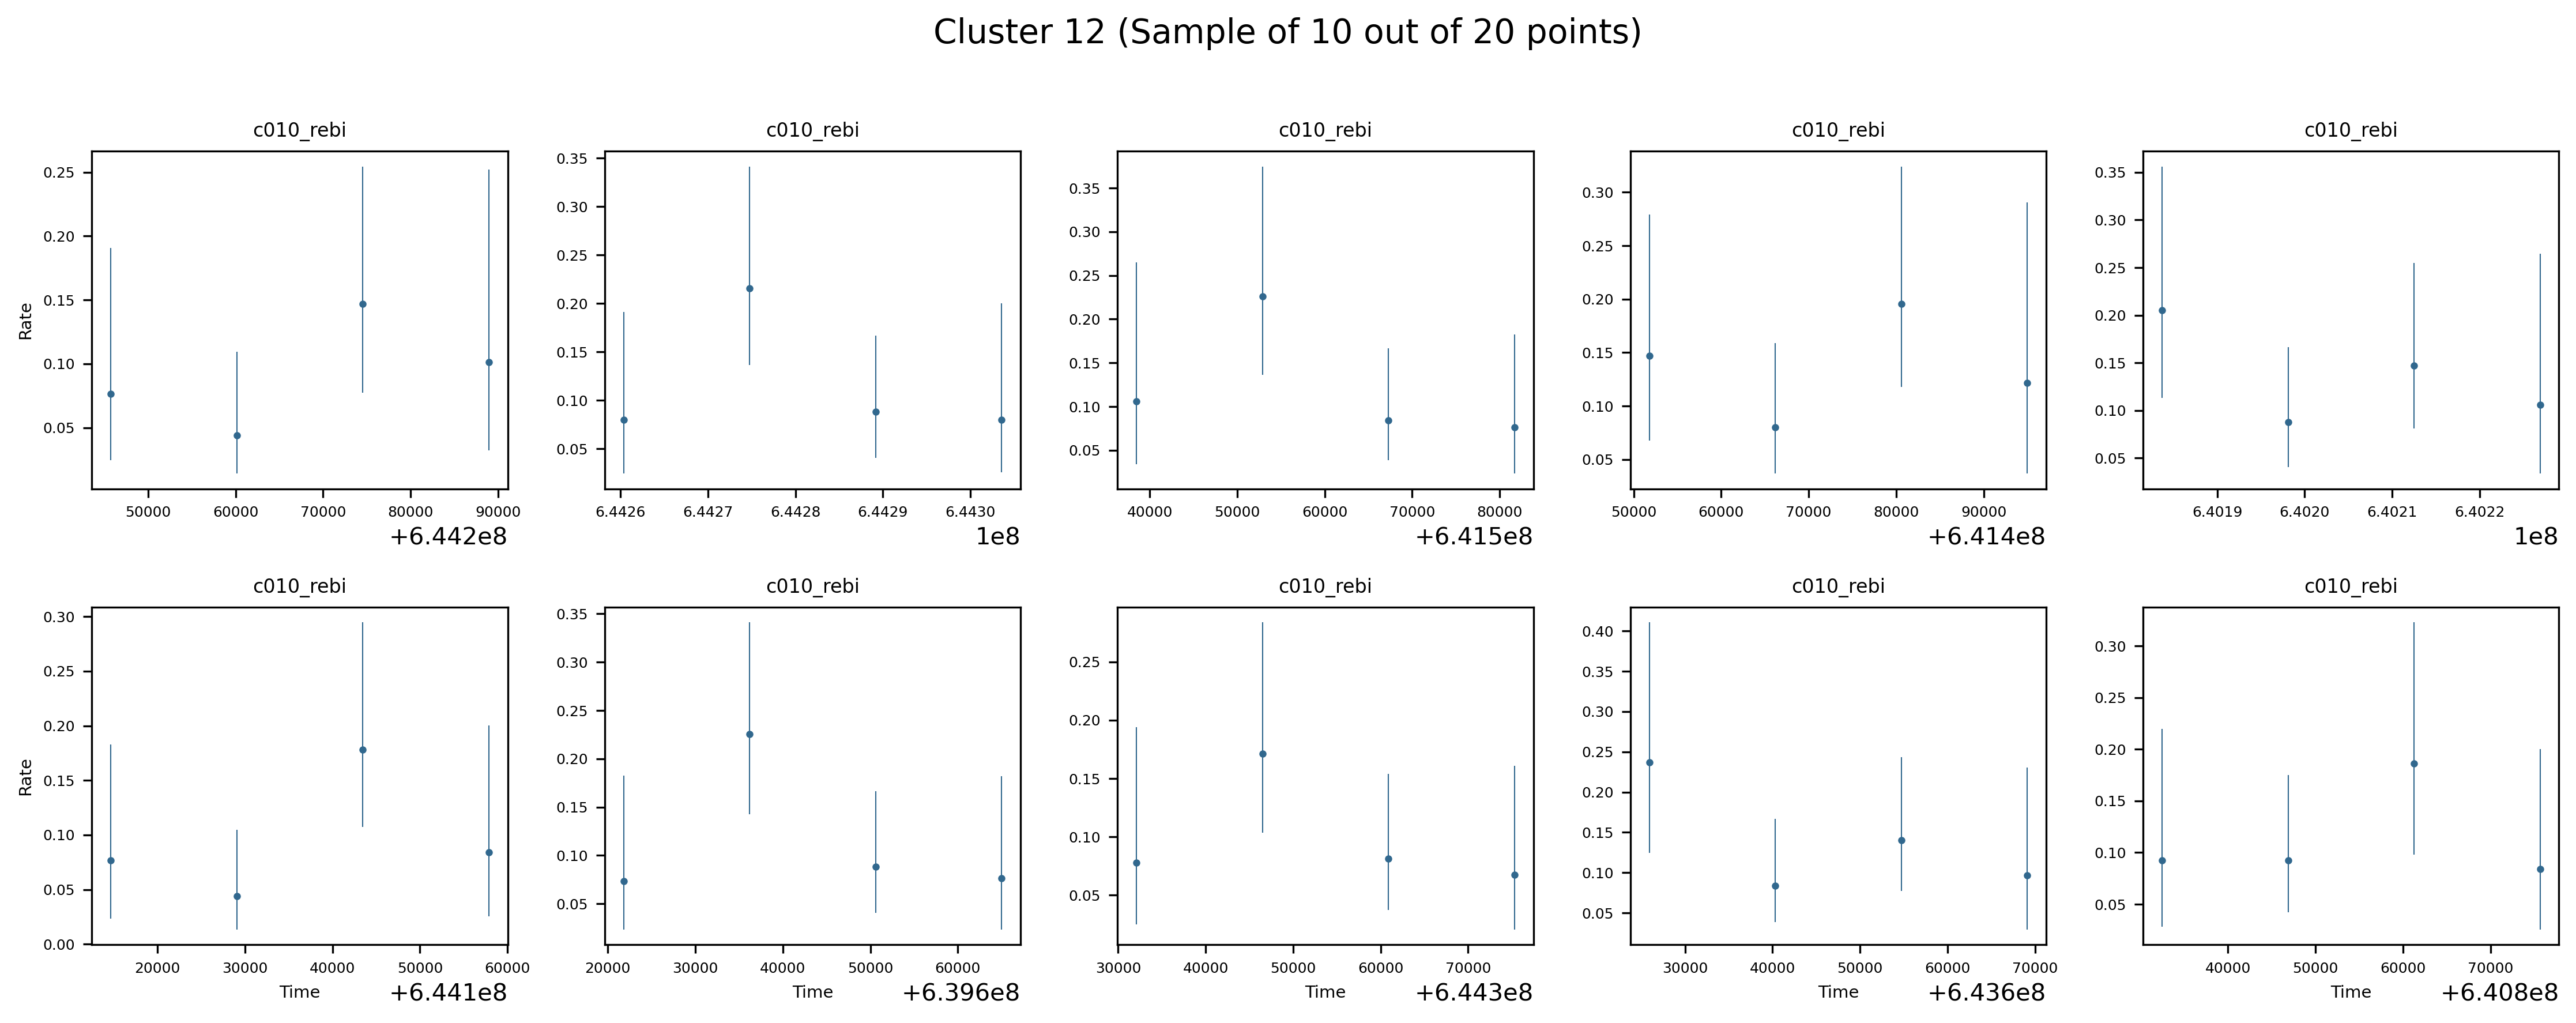 Cluster 12 (Sample of 10 out of 20 points)
c010_rebi c010_rebi c010_rebi c010_rebi c010_rebi
Rate
0.25 0.20 0.15 0.10 0.05
50000 60000 70000 80000 90000
+6.442e8
0.35 0.30 0.25 0.20 0.15 0.10 0.05
6.4426 6.4427 6.4428 6.4429 6.4430
1e8
0.35 0.30 0.25 0.20 0.15 0.10 0.05
40000 50000 60000 70000 80000
+6.415e8
0.30 0.25 0.20 0.15 0.10 0.05
50000 60000 70000 80000 90000
+6.414e8
0.35 0.30 0.25 0.20 0.15 0.10 0.05
6.4019 6.4020 6.4021 6.4022
1e8
c010_rebi c010_rebi c010_rebi c010_rebi c010_rebi
Rate
0.30 0.25 0.20 0.15 0.10 0.05 0.00
20000 30000 40000 50000 60000
Time +6.441e8
0.35 0.30 0.25 0.20 0.15 0.10 0.05
20000 30000 40000 50000 60000
Time +6.396e8
0.25 0.20 0.15 0.10 0.05
30000 40000 50000 60000 70000
Time +6.443e8
0.40 0.35 0.30 0.25 0.20 0.15 0.10 0.05
30000 40000 50000 60000 70000
Time +6.436e8
0.30 0.25 0.20 0.15 0.10 0.05
40000 50000 60000 70000
Time +6.408e8